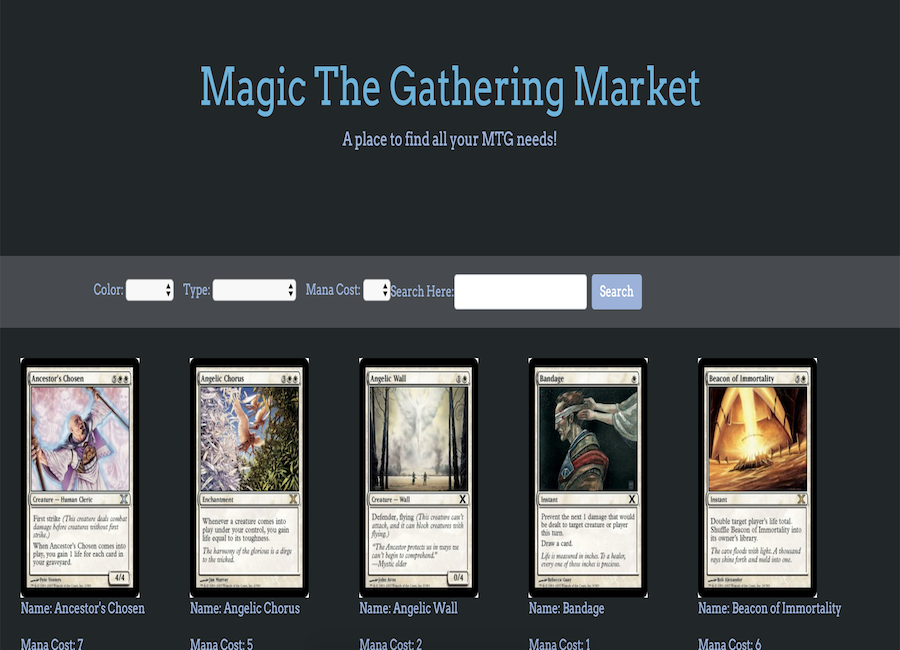 Magic The Gathering Market
A place to find all your MTG needs!
Color: Type: Mana Cost: Search Here: Search
Ancestor's Chosen
Creature — Human Cleric
First strike (This creature deals combat
damage before creatures without first
strike.)
When Ancestor's Chosen comes into
play, you gain 1 life for each card in
your graveyard.
4/4
Name: Ancestor's Chosen
Mana Cost: 7
Angelic Chorus
Enchantment
Whenever a creature comes into
play under your control, you gain
life equal to its toughness.
The harmony of the glorious is a dirge
to the wicked.
Name: Angelic Chorus
Mana Cost: 5
Angelic Wall
Creature — Wall
Defender, flying (This creature can't
attack, and it can block creatures with
flying.)
"The Ancestor protects us in ways we
can't begin to comprehend."
—Mystic elder
John Avon
0/4
Name: Angelic Wall
Mana Cost: 2
Bandage
Instant
Prevent the next 1 damage that would
be dealt to target creature or player
this turn.
Draw a card.
Life is measured in inches. To a healer,
every one of those inches is precious.
Name: Bandage
Mana Cost: 1
Beacon of Immortality
Instant
Double target player's life total.
Shuffle Beacon of Immortality into
its owner's library.
The cave floods with light. A thousand
rays shine forth and meld into one.
Name: Beacon of Immortality
Mana Cost: 6